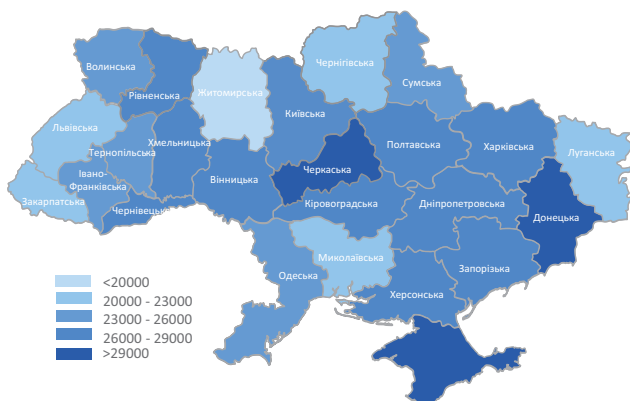 Волинська
Рівненська
Житомирська
Чернігівська
Сумська
Київська
Львівська
Тернопільська
Хмельницька
Івано-
Франківська
Закарпатська
Чернівецька
Вінницька
Черкаська
Полтавська
Харківська
Луганська
Кіровоградська
Дніпропетровська
Донецька
Миколаївська
Одеська
Запорізька
Херсонська
<20000
20000 - 23000
23000 - 26000
26000 - 29000
>29000